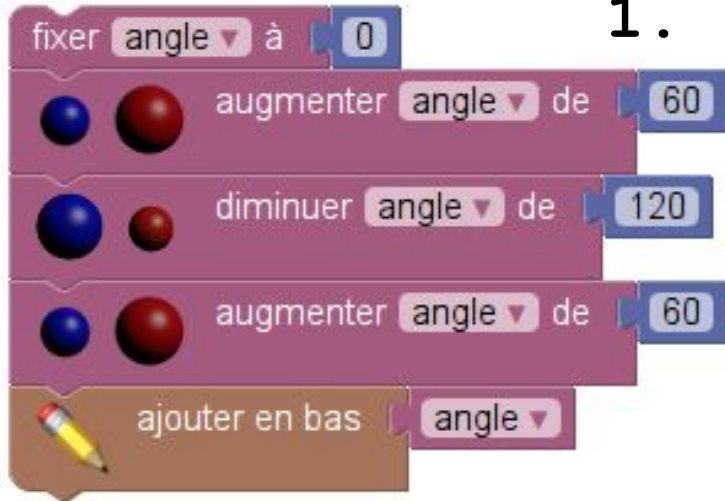 1.
fixer angle à 0
augmenter angle de 60
diminuer angle de 120
augmenter angle de 60
ajouter en bas angle